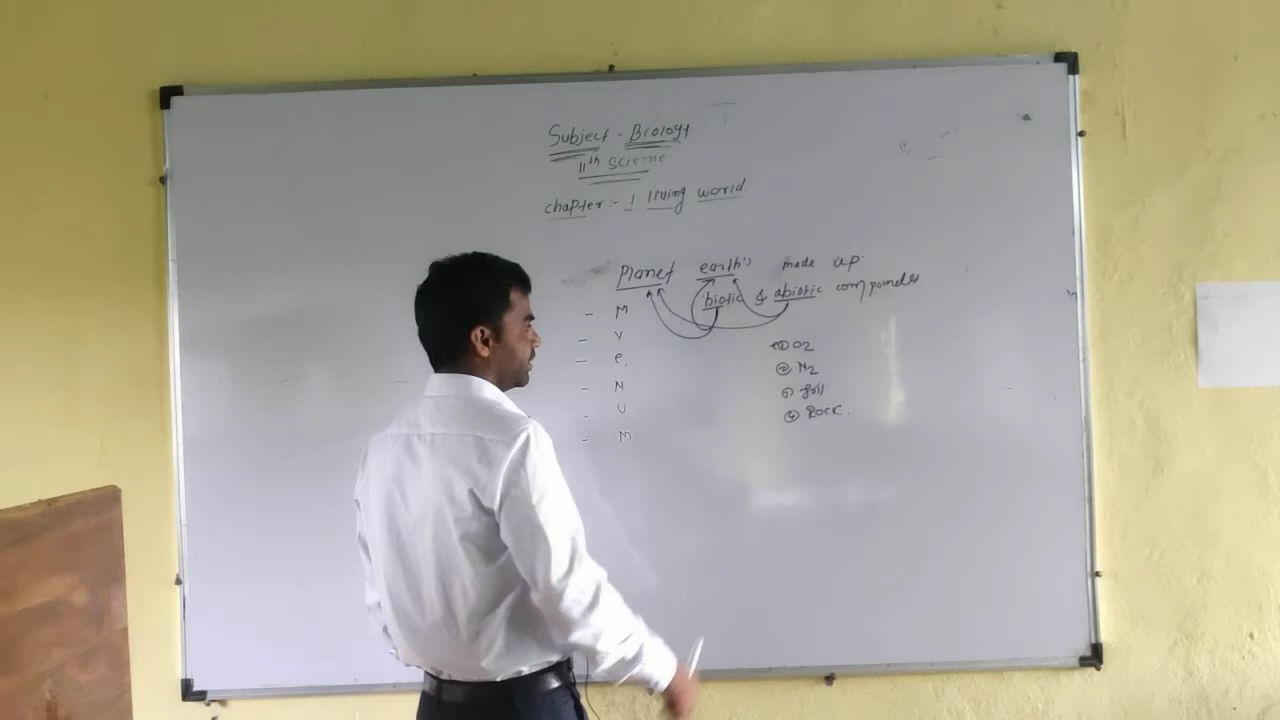 Subject - Biology
11th science
chapter :- 1 living world.
Planet earth's made up.
biotic & abiotic
- M
- V
- e.
- N
- U
- M
① O2
② N2
③ soil
④ ROCK.